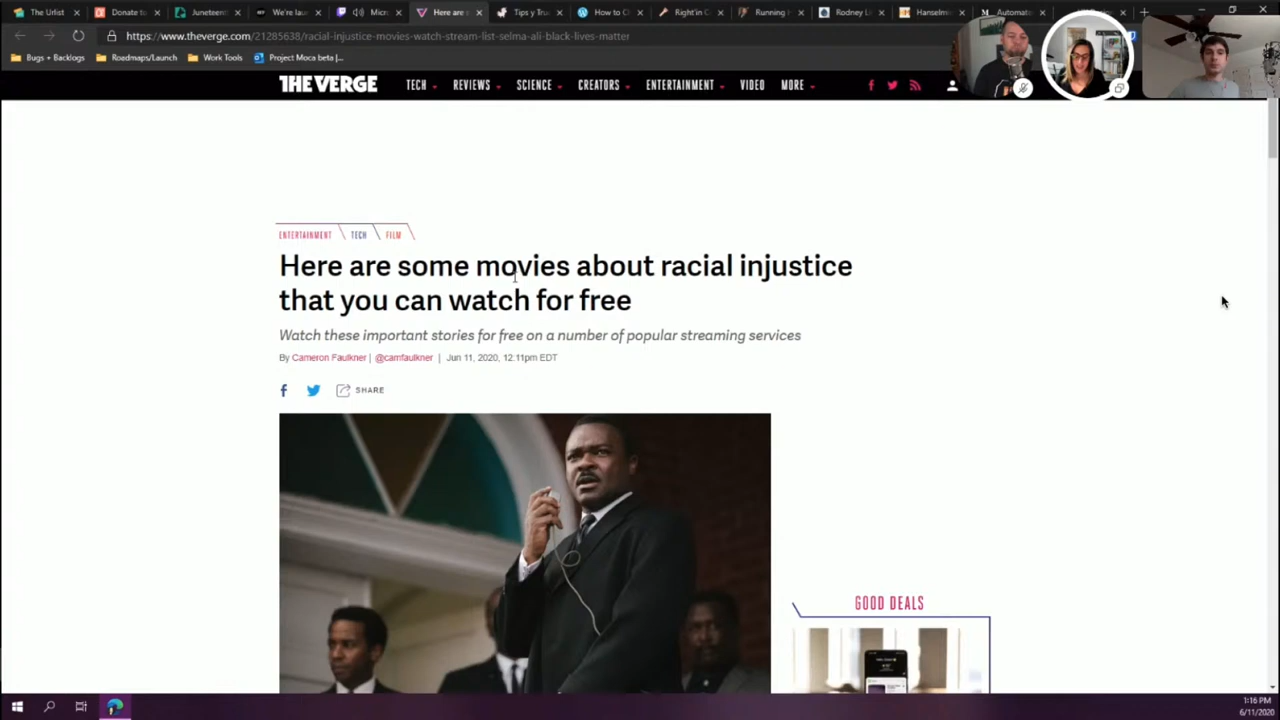 The Urlist
Donate to
Juneteent
We're lau
Micro
Here are
Tips y Truc
How to C
Right'in G
Running H
Rodney Li
Hanselmin
Automate
https://www.theverge.com/21285638/racial-injustice-movies-watch-stream-list-selma-ali-black-lives-matter
Bugs + Backlogs
Roadmaps/Launch
Work Tools
Project Moca beta |...
THE VERGE
TECH
REVIEWS
SCIENCE
CREATORS
ENTERTAINMENT
VIDEO
MORE
ENTERTAINMENT
TECH
FILM
Here are some movies about racial injustice
that you can watch for free
Watch these important stories for free on a number of popular streaming services
By Cameron Faulkner | @camfaulkner | Jun 11, 2020, 12:11pm EDT
SHARE
GOOD DEALS
1:16 PM
6/11/2020